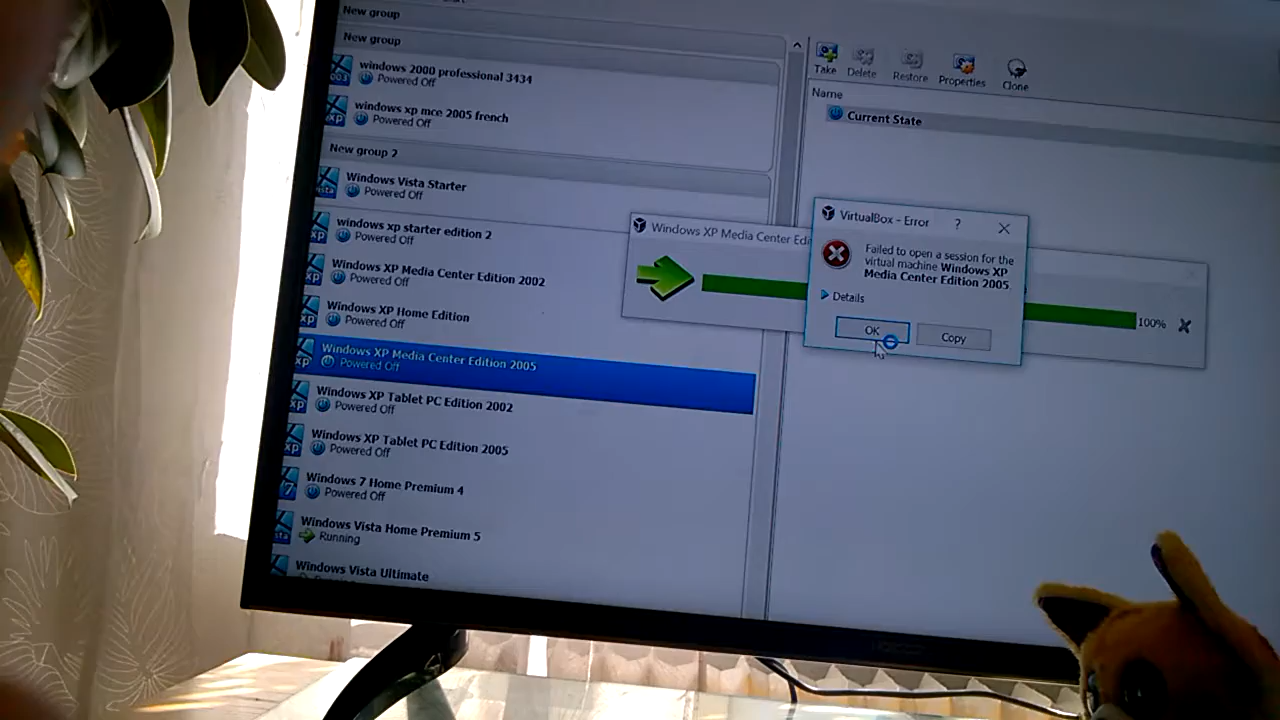 New group
New group
windows 2000 professional 3434
Powered Off
windows xp mce 2005 french
Powered Off
New group 2
Windows Vista Starter
Powered Off
windows xp starter edition 2
Powered Off
Windows XP Media Center Edition 2002
Powered Off
Windows XP Home Edition
Powered Off
Windows XP Media Center Edition 2005
Powered Off
Windows XP Tablet PC Edition 2002
Powered Off
Windows XP Tablet PC Edition 2005
Powered Off
Windows 7 Home Premium 4
Powered Off
Windows Vista Home Premium 5
Running
Windows Vista Ultimate
Take Delete Restore Properties Clone
Name
Current State
Windows XP Media Center Edi
100%
VirtualBox - Error ?
Failed to open a session for the
virtual machine Windows XP
Media Center Edition 2005.
Details
OK Copy